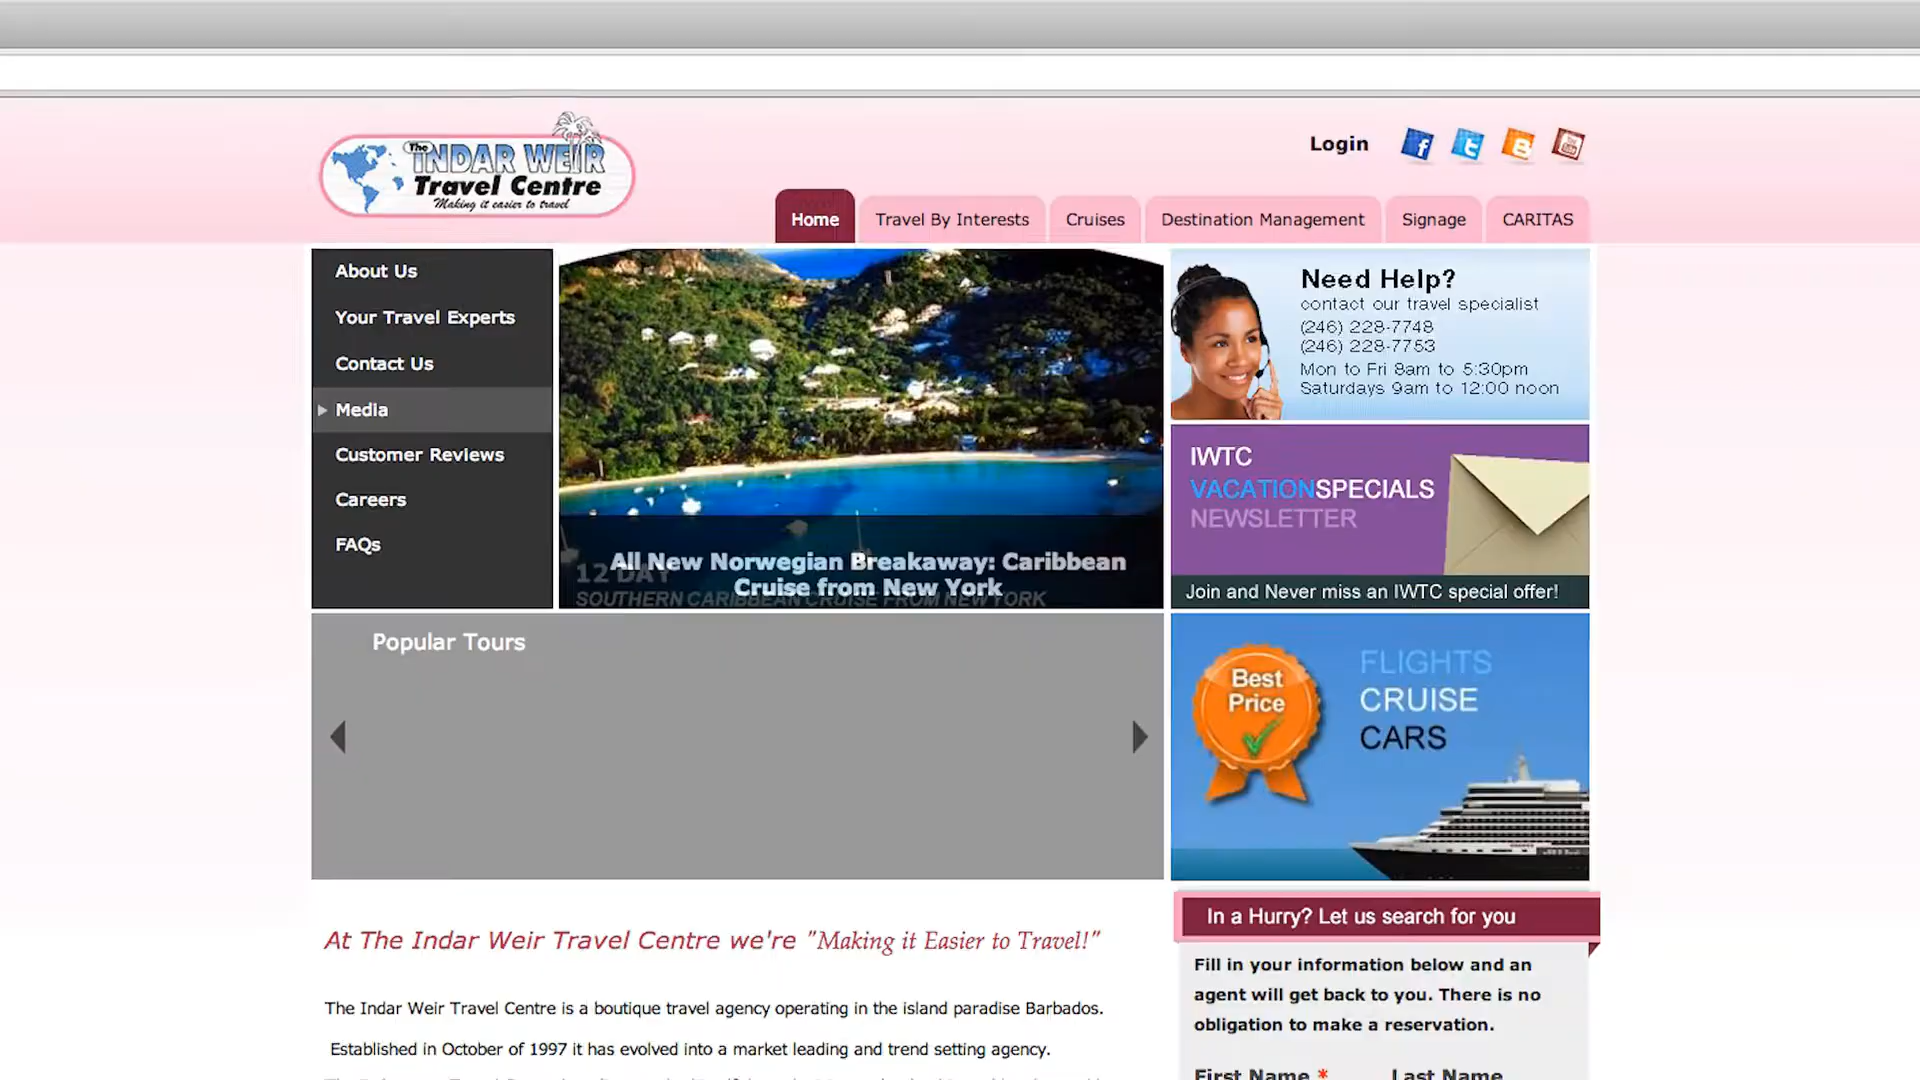 The
INDAR WEIR
Travel Centre
Making it easier to travel
Login
Home
Travel By Interests
Cruises
Destination Management
Signage
CARITAS
About Us
Your Travel Experts
Contact Us
Media
Customer Reviews
Careers
FAQs
12 DAY
SOUTHERN CARIBBEAN CRUISE FROM NEW YORK
All New Norwegian Breakaway: Caribbean
Cruise from New York
Need Help?
contact our travel specialist
(246) 228-7748
(246) 228-7753
Mon to Fri 8am to 5:30pm
Saturdays 9am to 12:00 noon
IWTC
VACATIONSPECIALS
NEWSLETTER
Join and Never miss an IWTC special offer!
Popular Tours
Best
Price
FLIGHTS
CRUISE
CARS
At The Indar Weir Travel Centre we're "Making it Easier to Travel!"
The Indar Weir Travel Centre is a boutique travel agency operating in the island paradise Barbados.
Established in October of 1997 it has evolved into a market leading and trend setting agency.
In a Hurry? Let us search for you
Fill in your information below and an
agent will get back to you. There is no
obligation to make a reservation.
First Name *
Last Name